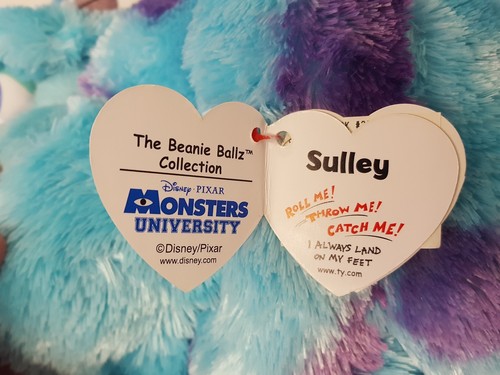 The Beanie Ballz™
Collection
Disney · PIXAR
MONSTERS
UNIVERSITY
©Disney/Pixar
www.disney.com
Sulley
ROLL ME!
THROW ME!
CATCH ME!
I ALWAYS LAND
ON MY FEET
www.ty.com